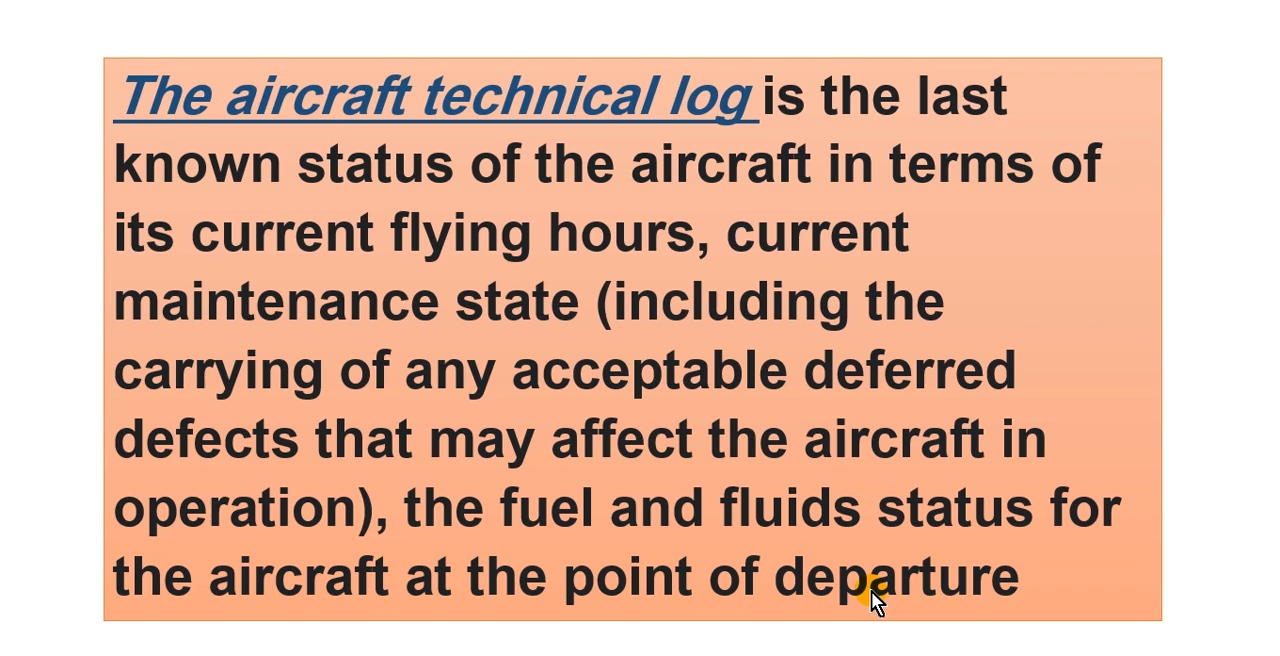 The aircraft technical log is the last
known status of the aircraft in terms of
its current flying hours, current
maintenance state (including the
carrying of any acceptable deferred
defects that may affect the aircraft in
operation), the fuel and fluids status for
the aircraft at the point of departure